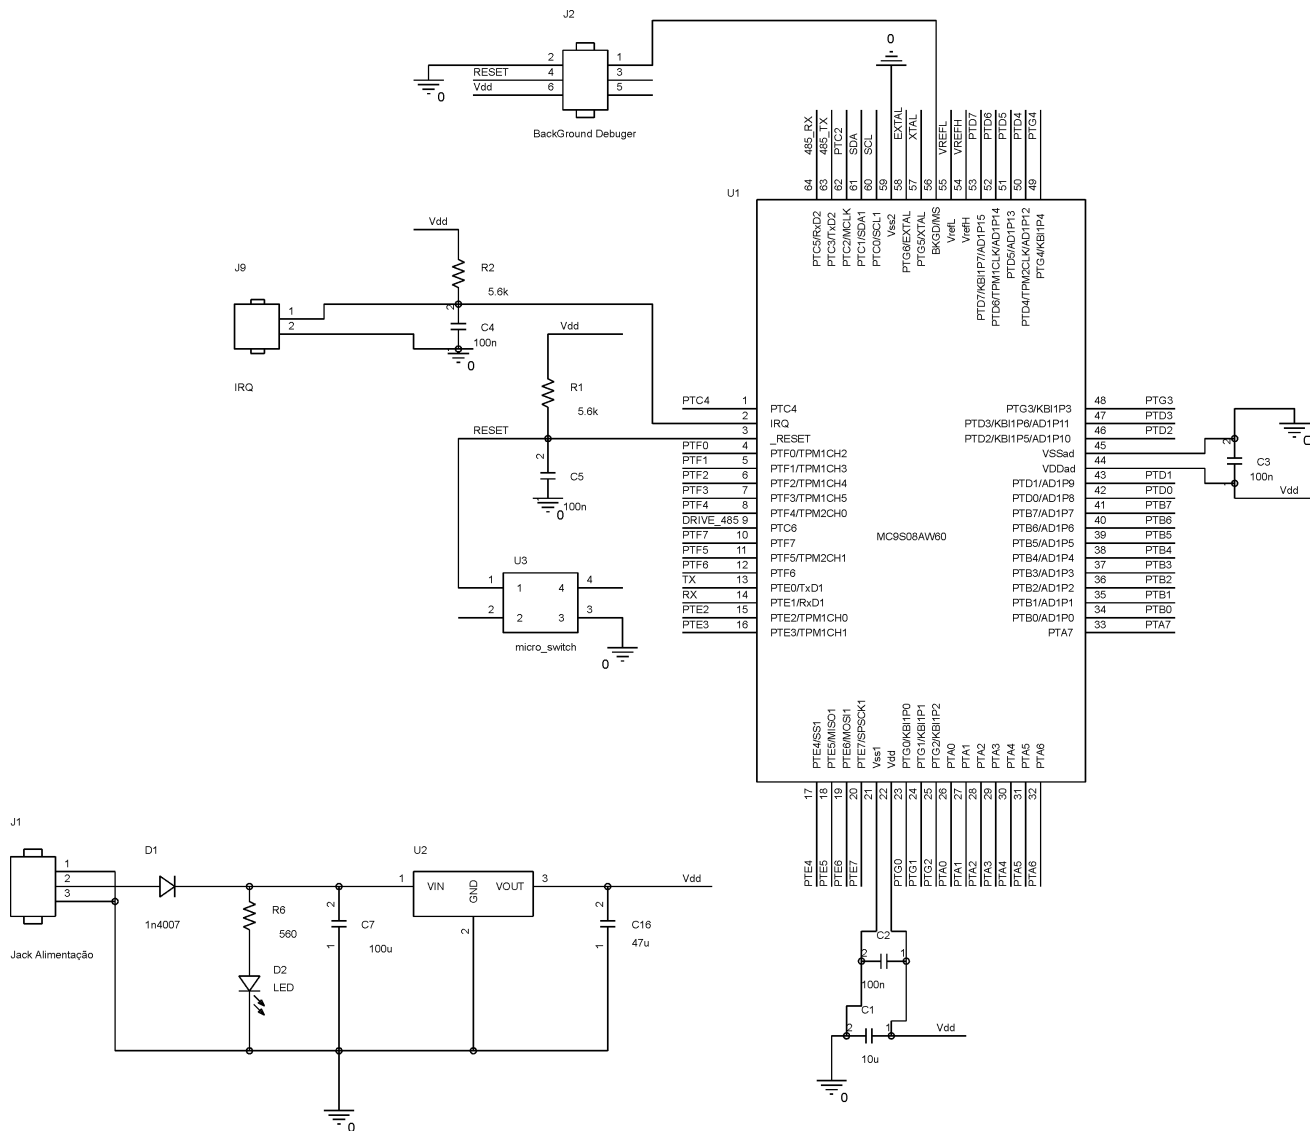 J2
2 1
RESET 4 3
Vdd 6 5
0
BackGround Debuger
0
485_RX
485_TX
PTC2
SDA
SCL
EXTAL
XTAL
VREFL
VREFH
PTD7
PTD6
PTD5
PTD4
PTG4
U1
64
63
62
61
60
59
58
57
56
55
54
53
52
51
50
49
PTC5/RxD2
PTC3/TxD2
PTC2/MCLK
PTC1/SDA1
PTC0/SCL1
Vss2
PTG6/EXTAL
PTG5/XTAL
BKGD/MS
VrefL
VrefH
PTD7/KBI1P7/AD1P15
PTD6/TPM1CLK/AD1P14
PTD5/AD1P13
PTD4/TPM2CLK/AD1P12
PTG4/KBI1P4
Vdd
J9
R2
5.6k
1
2
2
C4
100n
0
IRQ
Vdd
R1
5.6k
RESET
2
C5
100n
0
PTC4 1 PTC4
2 IRQ
3 _RESET
PTF0 4 PTF0/TPM1CH2
PTF1 5 PTF1/TPM1CH3
PTF2 6 PTF2/TPM1CH4
PTF3 7 PTF3/TPM1CH5
PTF4 8 PTF4/TPM2CH0
DRIVE_485 9 PTC6
PTF7 10 PTF7
PTF5 11 PTF5/TPM2CH1
PTF6 12 PTF6
TX 13 PTE0/TxD1
RX 14 PTE1/RxD1
PTE2 15 PTE2/TPM1CH0
PTE3 16 PTE3/TPM1CH1
MC9S08AW60
PTG3/KBI1P3 48 PTG3
PTD3/KBI1P6/AD1P11 47 PTD3
PTD2/KBI1P5/AD1P10 46 PTD2
VSSad 45
VDDad 44
PTD1/AD1P9 43 PTD1
PTD0/AD1P8 42 PTD0
PTB7/AD1P7 41 PTB7
PTB6/AD1P6 40 PTB6
PTB5/AD1P5 39 PTB5
PTB4/AD1P4 38 PTB4
PTB3/AD1P3 37 PTB3
PTB2/AD1P2 36 PTB2
PTB1/AD1P1 35 PTB1
PTB0/AD1P0 34 PTB0
PTA7 33 PTA7
0
2
C3
100n
Vdd
U3
1 1 4 4
2 2 3 3
micro_switch
0
PTE4/SS1
PTE5/MISO1
PTE6/MOSI1
PTE7/SPSCK1
Vss1
Vdd
PTG0/KBI1P0
PTG1/KBI1P1
PTG2/KBI1P2
PTA0
PTA1
PTA2
PTA3
PTA4
PTA5
PTA6
17
18
19
20
21
22
23
24
25
26
27
28
29
30
31
32
PTE4
PTE5
PTE6
PTE7
PTG0
PTG1
PTG2
PTA0
PTA1
PTA2
PTA3
PTA4
PTA5
PTA6
C2
2 1
100n
C1
2 1
Vdd
10u
0
J1
1
2
3
Jack Alimentação
D1
1n4007
R6
560
D2
LED
2
C7
100u
1
U2
1 VIN GND VOUT 3
2
2
C16
47u
1
Vdd
0